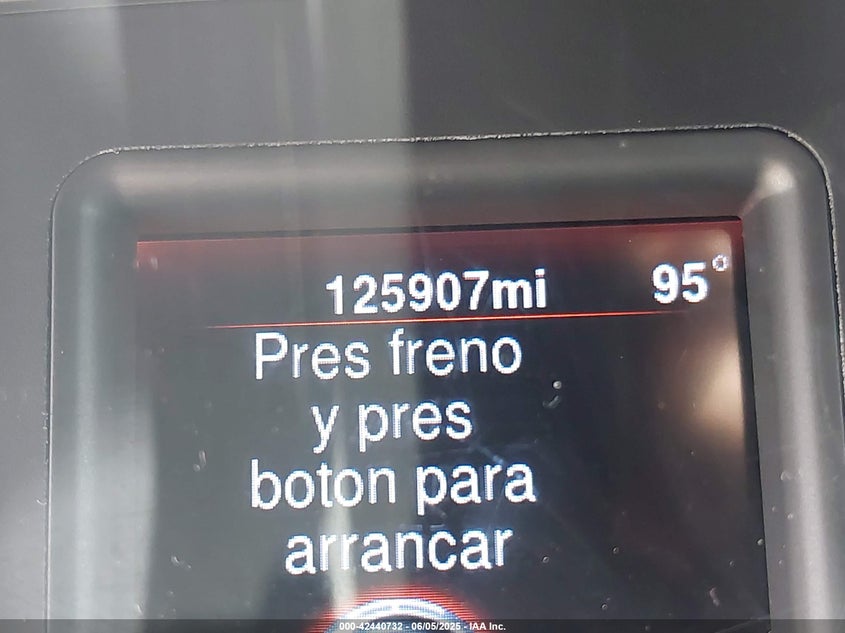 125907mi 95°
Pres freno
y pres
boton para
arrancar
000-42440732 - 06/05/2025 - IAA Inc.